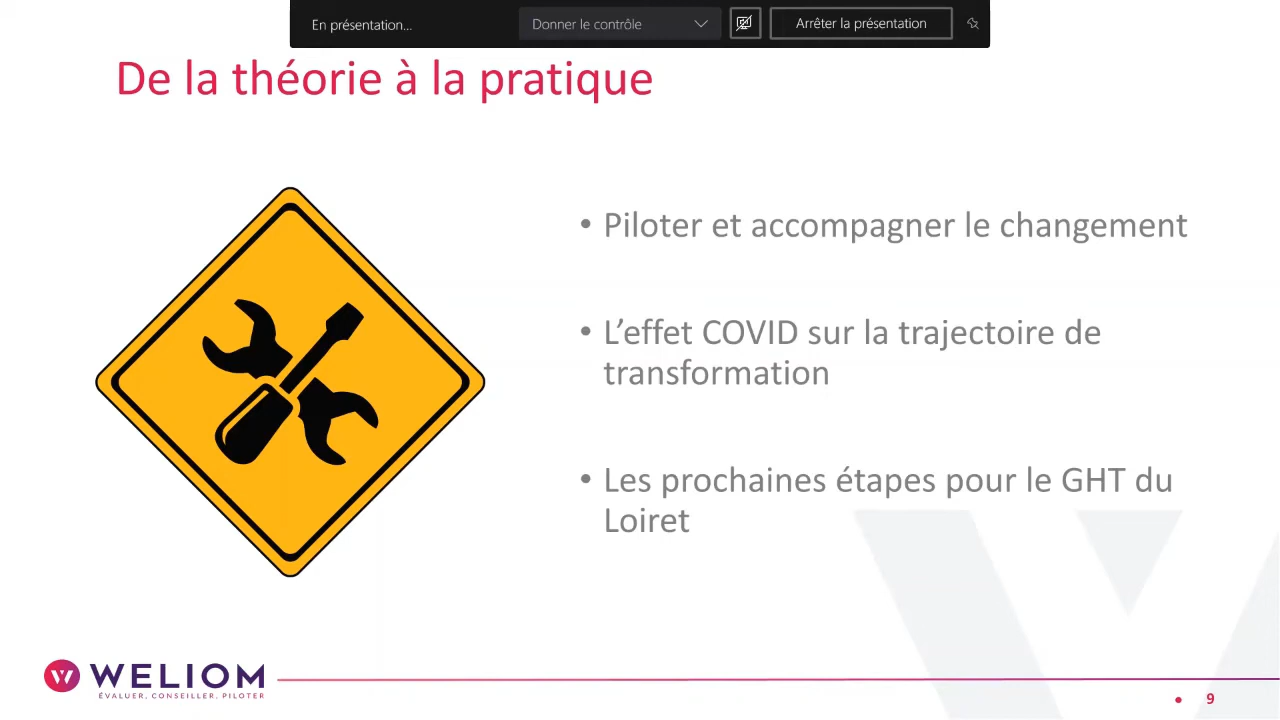 En présentation...
Donner le contrôle
Arrêter la présentation
De la théorie à la pratique
• Piloter et accompagner le changement
• L’effet COVID sur la trajectoire de
transformation
• Les prochaines étapes pour le GHT du
Loiret
WELIOM
ÉVALUER, CONSEILLER, PILOTER
• 9